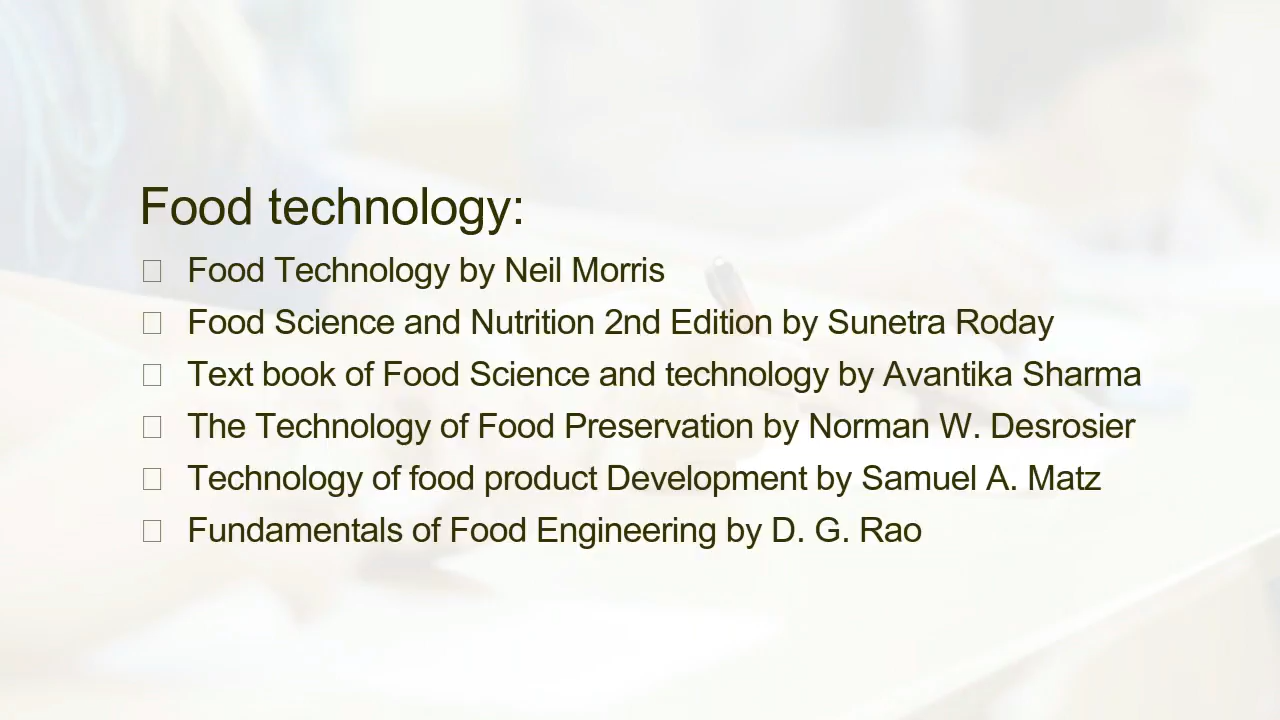 Food technology:
Food Technology by Neil Morris
Food Science and Nutrition 2nd Edition by Sunetra Roday
Text book of Food Science and technology by Avantika Sharma
The Technology of Food Preservation by Norman W. Desrosier
Technology of food product Development by Samuel A. Matz
Fundamentals of Food Engineering by D. G. Rao